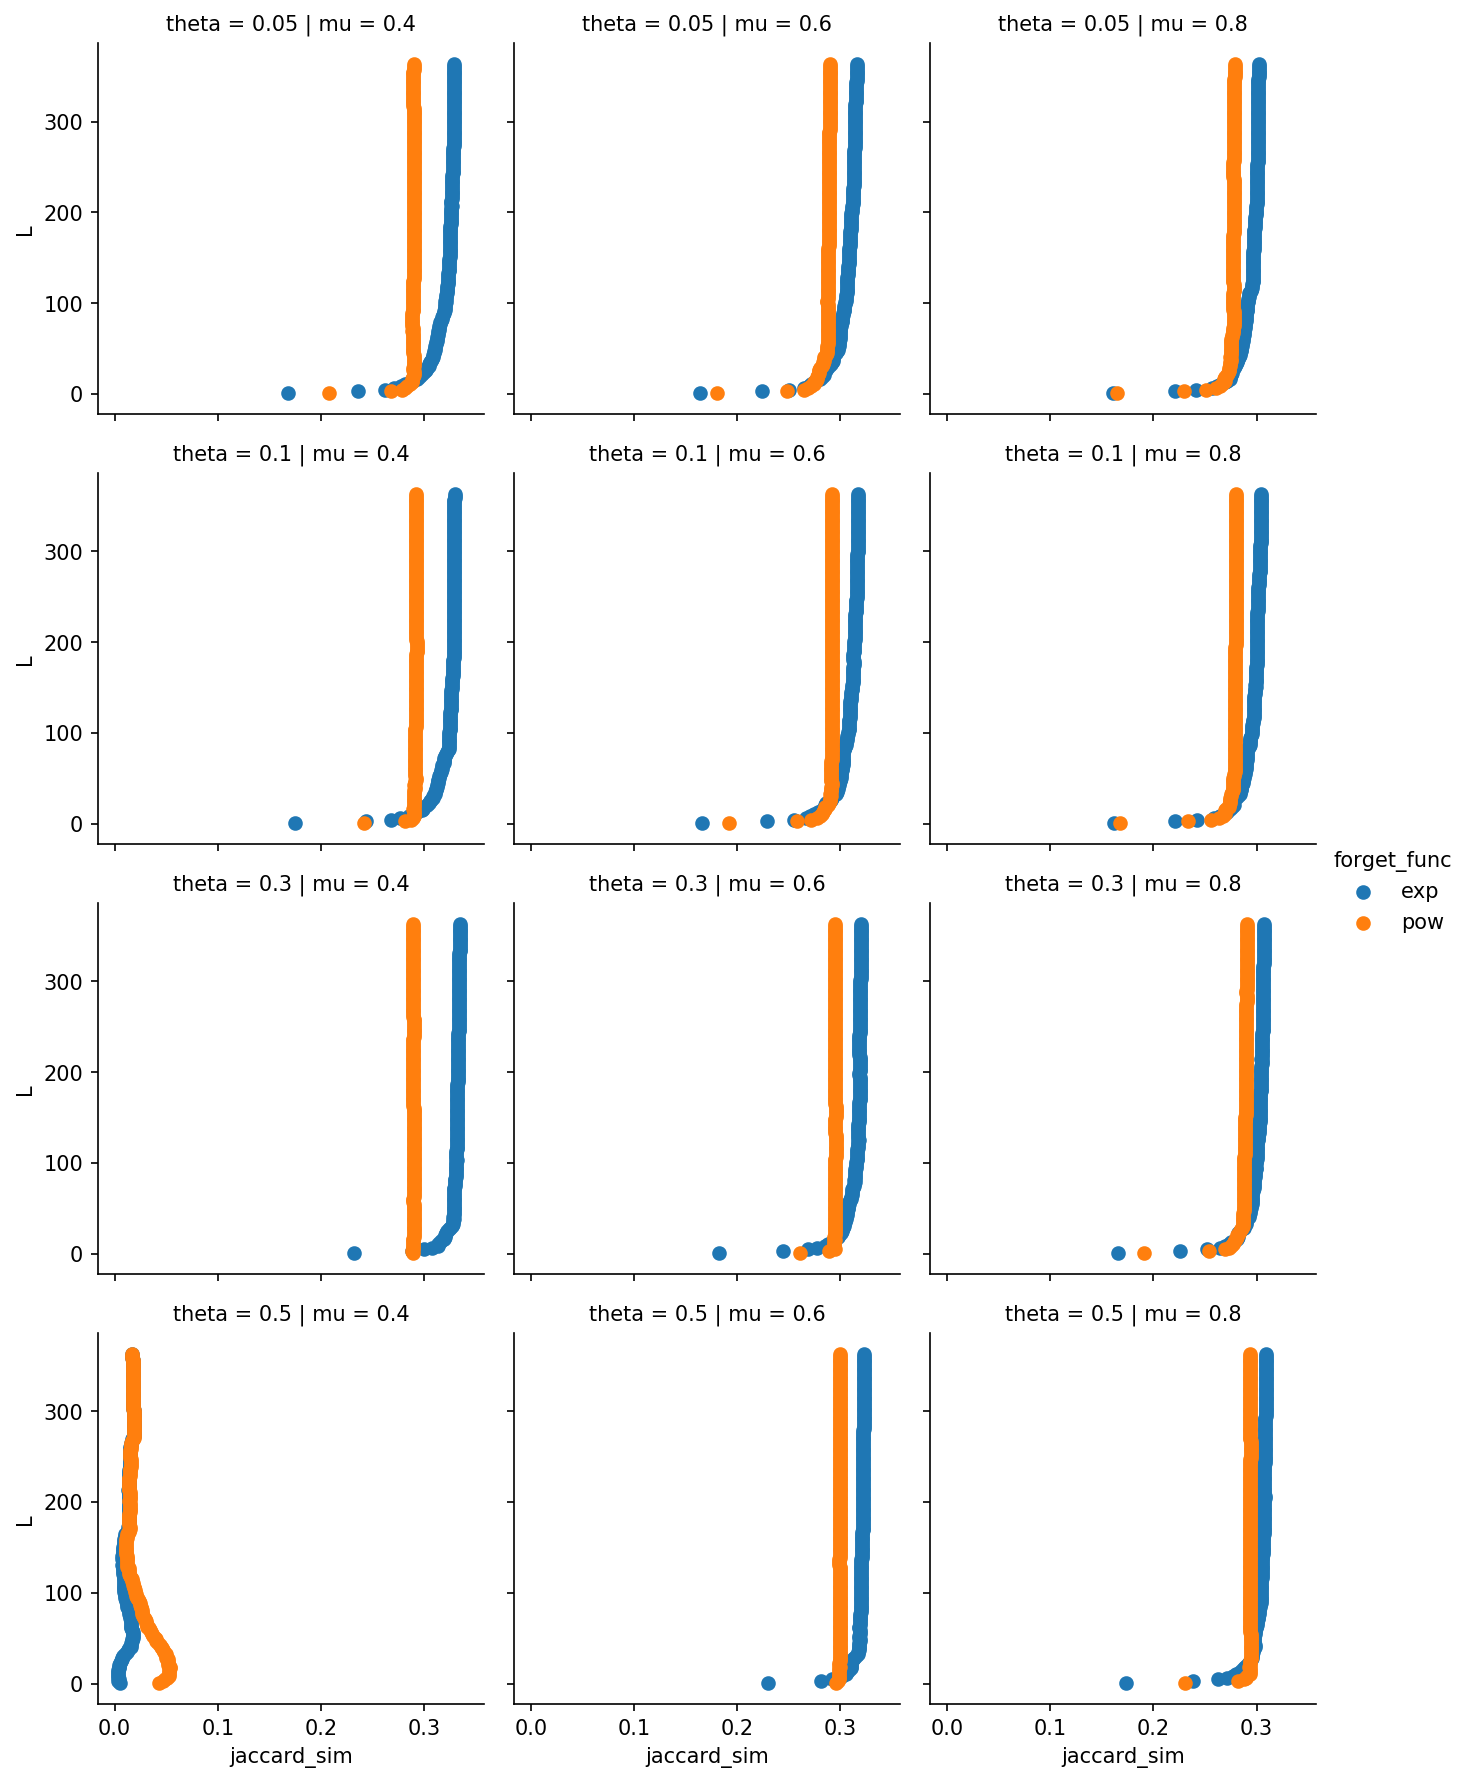 theta = 0.05 | mu = 0.4
theta = 0.05 | mu = 0.6
theta = 0.05 | mu = 0.8
300
200
100
0
L
theta = 0.1 | mu = 0.4
theta = 0.1 | mu = 0.6
theta = 0.1 | mu = 0.8
300
200
100
0
L
forget_func
exp
pow
theta = 0.3 | mu = 0.4
theta = 0.3 | mu = 0.6
theta = 0.3 | mu = 0.8
300
200
100
0
L
theta = 0.5 | mu = 0.4
theta = 0.5 | mu = 0.6
theta = 0.5 | mu = 0.8
300
200
100
0
L
0.0 0.1 0.2 0.3
jaccard_sim
0.0 0.1 0.2 0.3
jaccard_sim
0.0 0.1 0.2 0.3
jaccard_sim